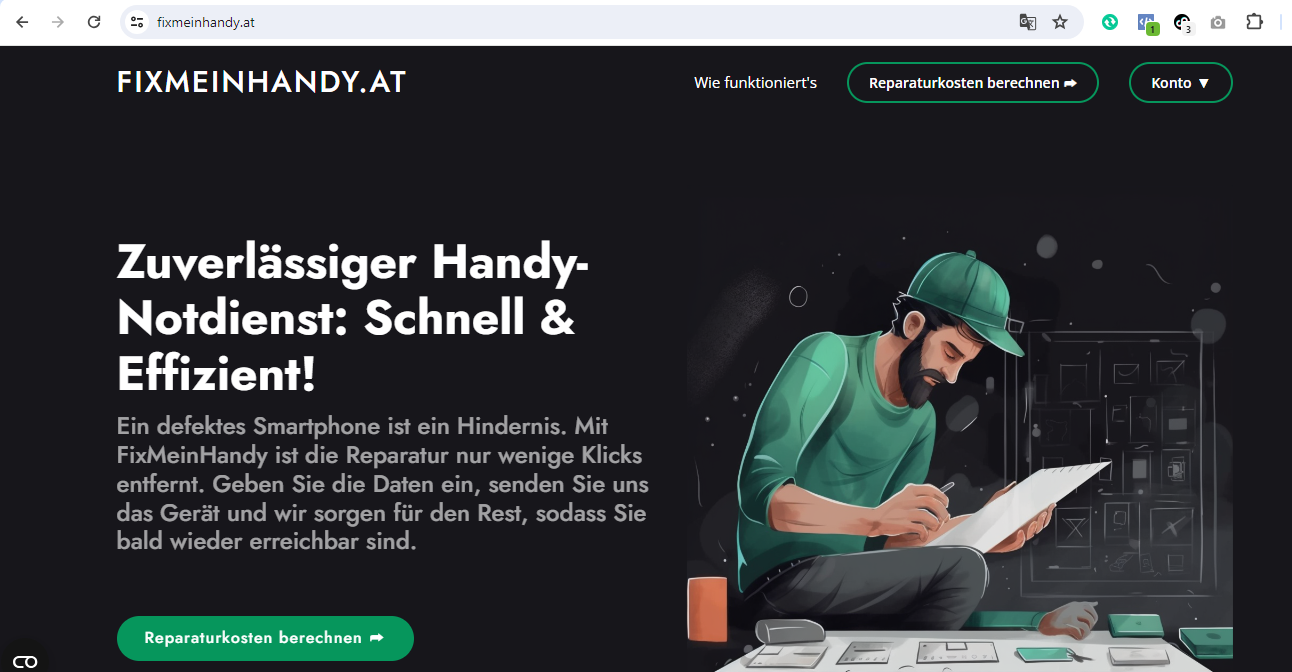 fixmeinhandy.at
1
3
FIXMEINHANDY.AT
Wie funktioniert's
Reparaturkosten berechnen ➦
Konto ▼
Zuverlässiger Handy-
Notdienst: Schnell &
Effizient!
Ein defektes Smartphone ist ein Hindernis. Mit
FixMeinHandy ist die Reparatur nur wenige Klicks
entfernt. Geben Sie die Daten ein, senden Sie uns
das Gerät und wir sorgen für den Rest, sodass Sie
bald wieder erreichbar sind.
Reparaturkosten berechnen ➦